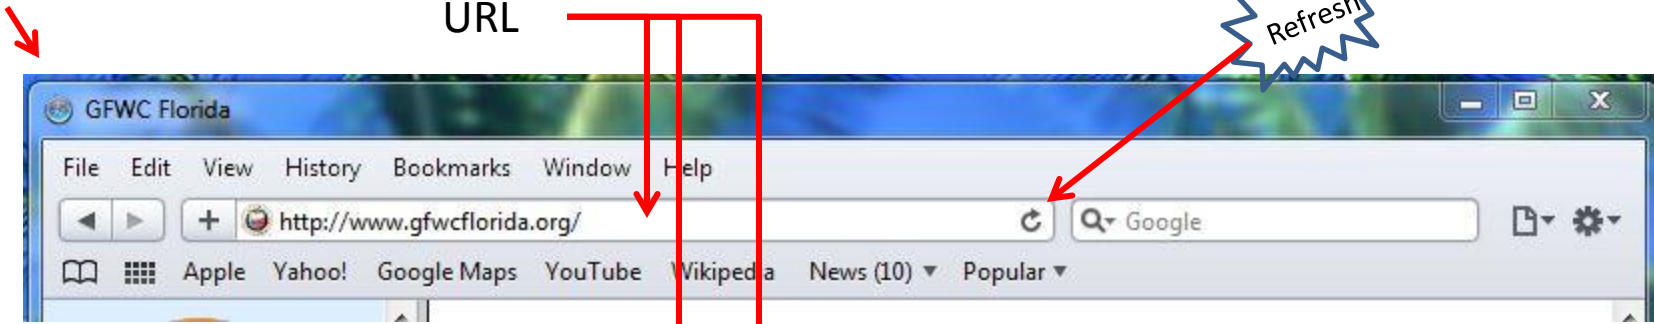 URL
Refresh
GFWC Florida
File Edit View History Bookmarks Window Help
http://www.gfwcflorida.org/ Google
Apple Yahoo! Google Maps YouTube Wikipedia News (10) Popular